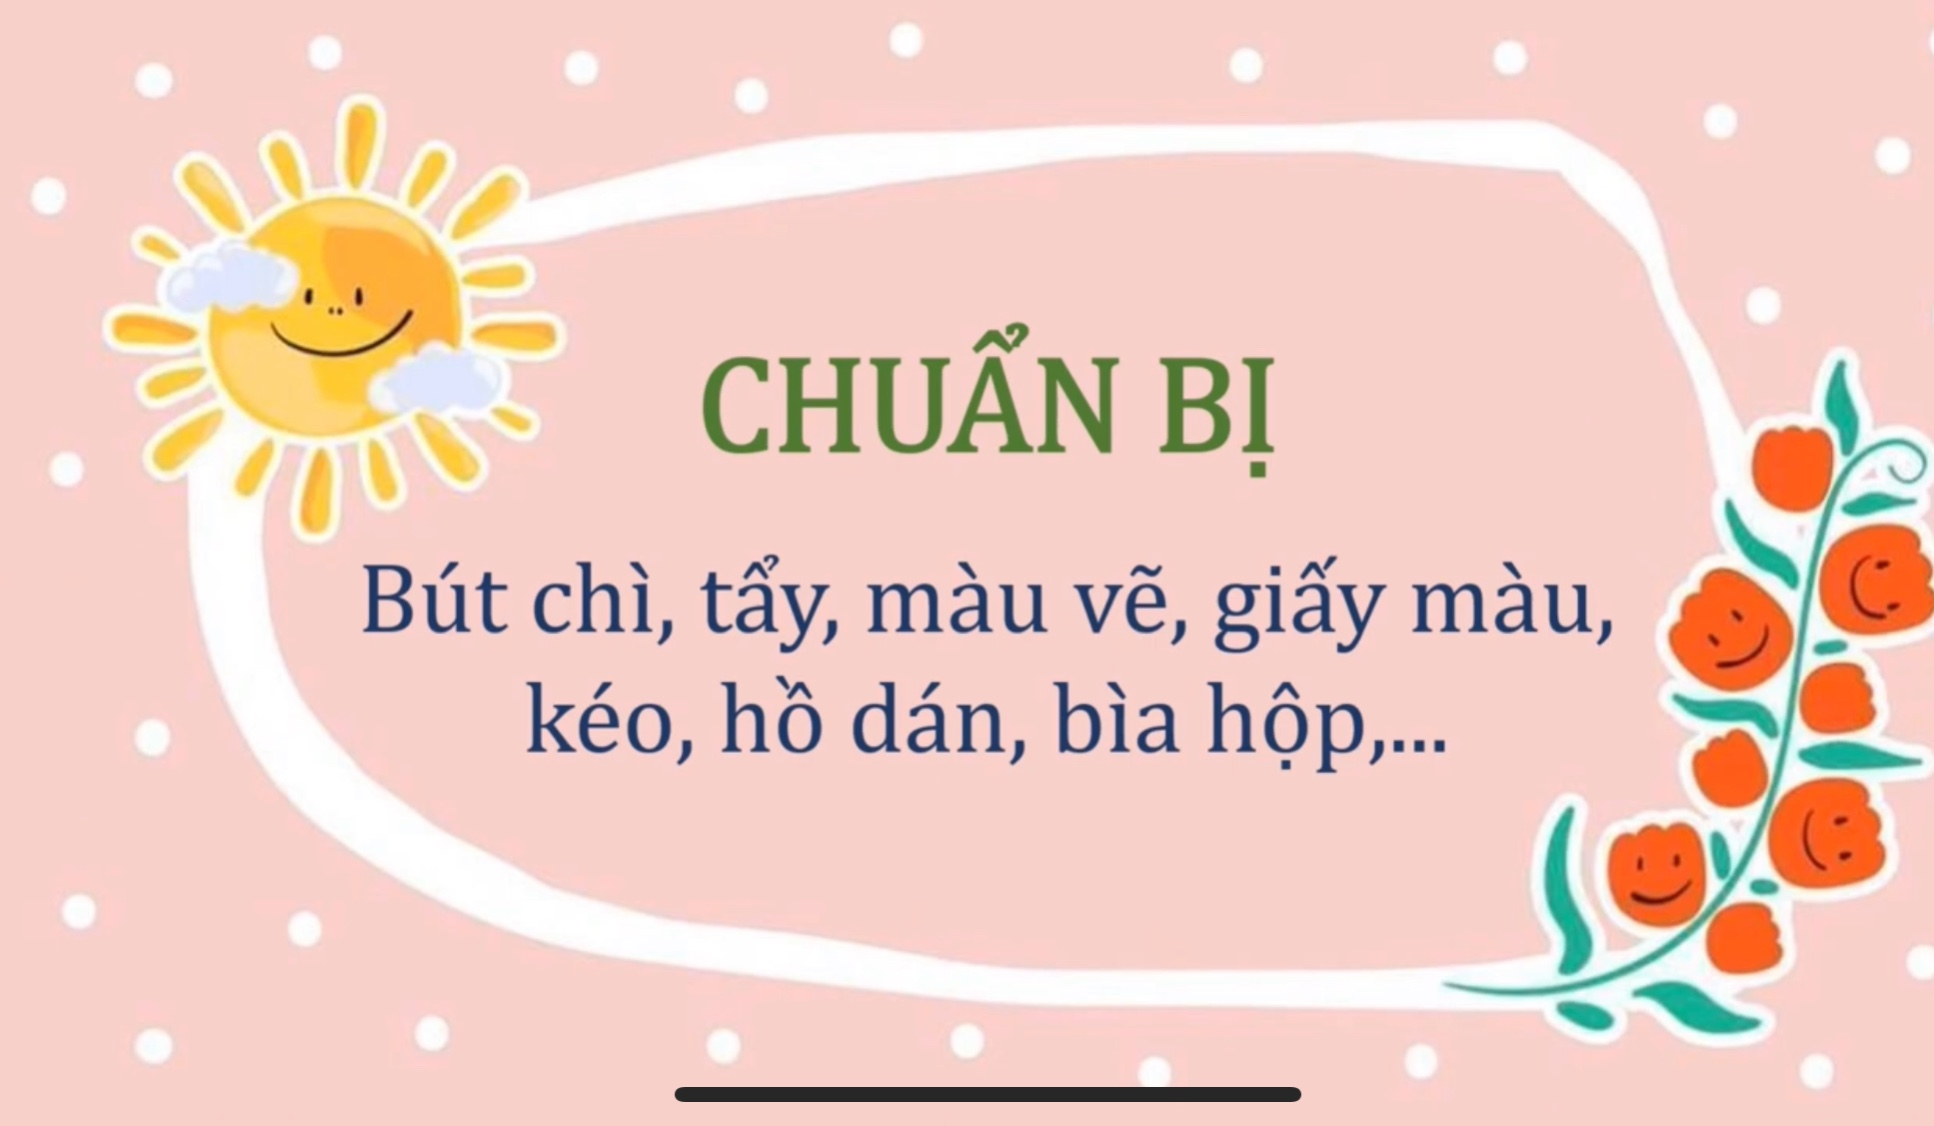 CHUẨN BỊ
Bút chì, tẩy, màu vẽ, giấy màu,
kéo, hồ dán, bìa hộp,...